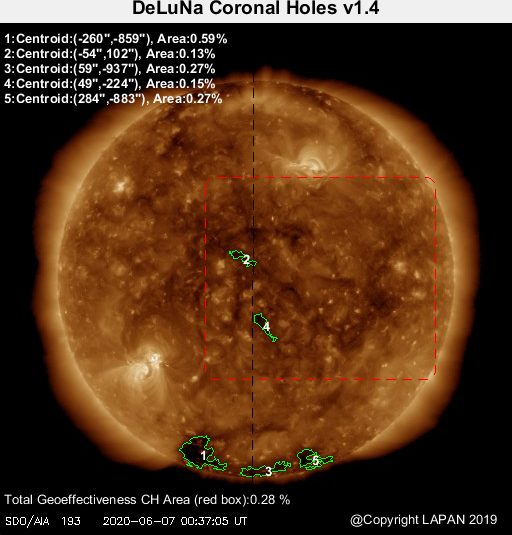 DeLuNa Coronal Holes v1.4
1:Centroid:(-260",-859"), Area:0.59%
2:Centroid:(-54",102"), Area:0.13%
3:Centroid:(59",-937"), Area:0.27%
4:Centroid:(49",-224"), Area:0.15%
5:Centroid:(284",-883"), Area:0.27%
2
4
1
3
5
Total Geoeffectiveness CH Area (red box):0.28 %
SDO/AIA 193 2020-06-07 00:37:05 UT
@Copyright LAPAN 2019